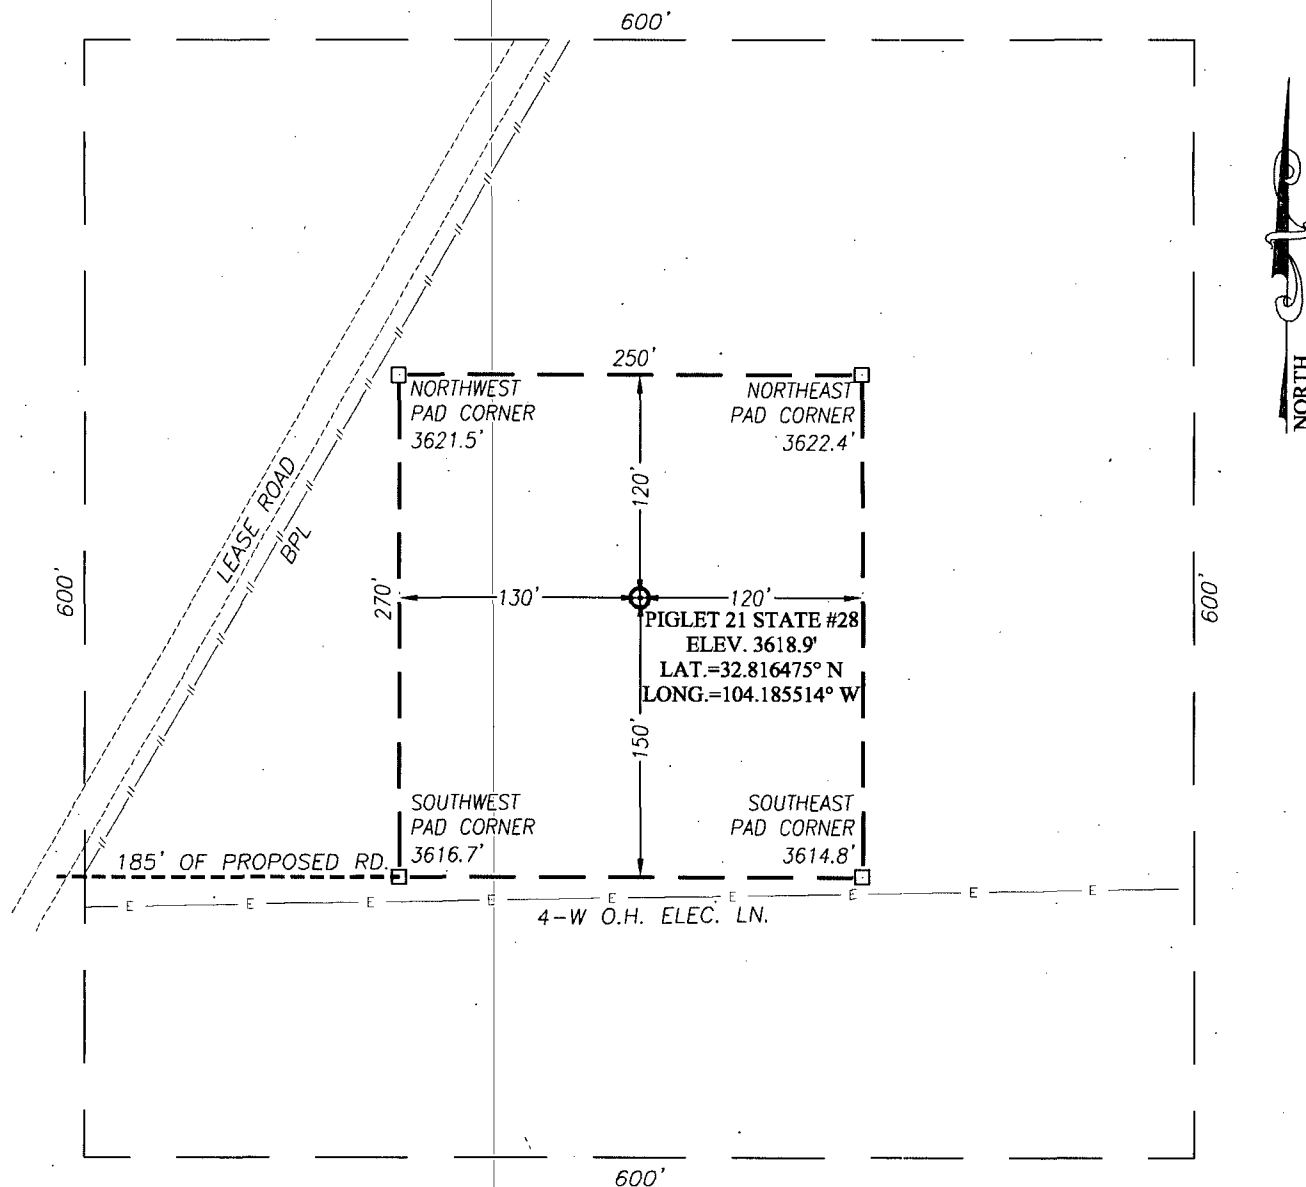 600'
NORTH
250'
NORTHWEST
PAD CORNER
3621.5'
NORTHEAST
PAD CORNER
3622.4'
120'
LEASE ROAD
BPL
600'
270'
130'
120'
600'
PIGLET 21 STATE #28
ELEV. 3618.9'
LAT.=32.816475° N
LONG.=104.185514° W
150'
SOUTHWEST
PAD CORNER
3616.7'
SOUTHEAST
PAD CORNER
3614.8'
185' OF PROPOSED RD.
E E E E E E E E E
4-W O.H. ELEC. LN.
600'